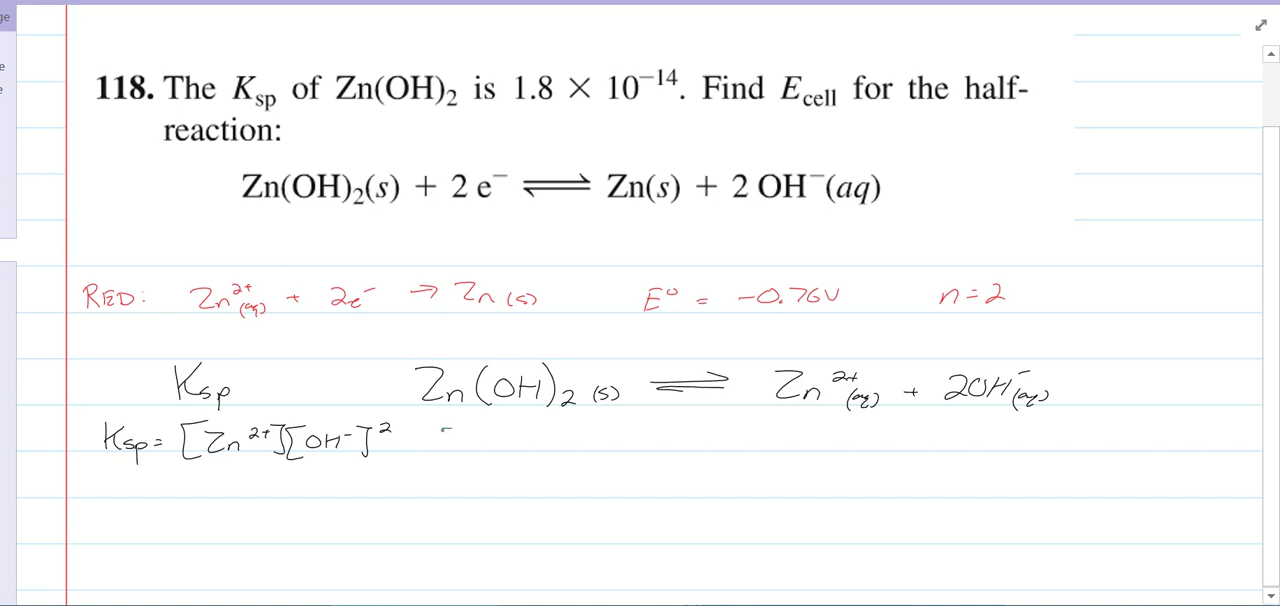 ge
e
e
118. The Ksp of Zn(OH)₂ is 1.8 × 10⁻¹⁴. Find Ecell for the half-
reaction:
Zn(OH)₂(s) + 2 e⁻ ⇌ Zn(s) + 2 OH⁻(aq)
RED: Zn²⁺(aq) + 2e⁻ → Zn(s) E° = -0.76V n=2
Ksp Zn(OH)₂(s) ⇌ Zn²⁺(aq) + 2OH⁻(aq)
Ksp = [Zn²⁺][OH⁻]²